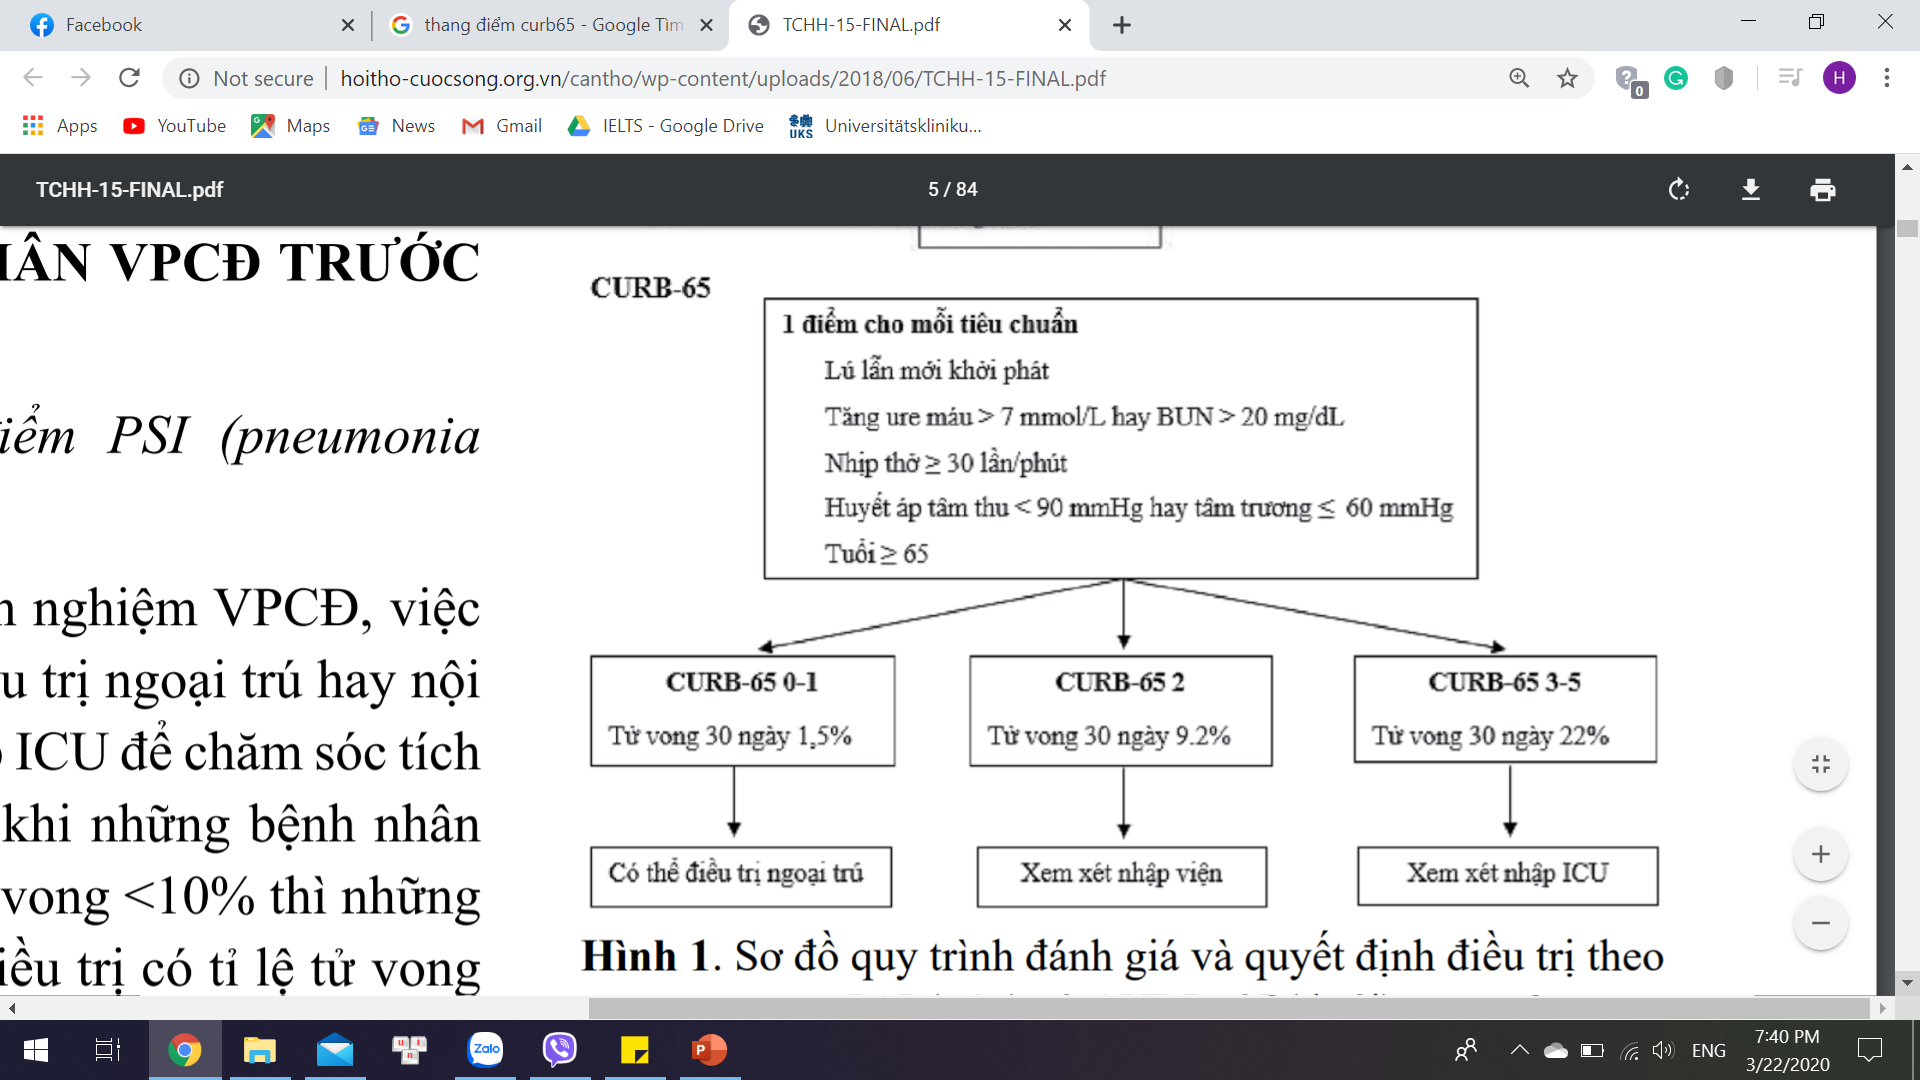 Facebook
thang điểm curb65 - Google Tìm
TCHH-15-FINAL.pdf
Not secure
hoitho-cuocsong.org.vn/cantho/wp-content/uploads/2018/06/TCHH-15-FINAL.pdf
0
H
Apps
YouTube
Maps
News
Gmail
IELTS - Google Drive
UKS
Universitätskliniku...
TCHH-15-FINAL.pdf
5 / 84
HÂN VPCĐ TRƯỚC
điểm PSI (pneumonia
nghiệm VPCĐ, việc
u trị ngoại trú hay nội
ICU để chăm sóc tích
khi những bệnh nhân
vong <10% thì những
iều trị có tỉ lệ tử vong
CURB-65
1 điểm cho mỗi tiêu chuẩn
Lú lẫn mới khởi phát
Tăng ure máu > 7 mmol/L hay BUN > 20 mg/dL
Nhịp thở ≥ 30 lần/phút
Huyết áp tâm thu < 90 mmHg hay tâm trương ≤ 60 mmHg
Tuổi ≥ 65
CURB-65 0-1
Tử vong 30 ngày 1,5%
CURB-65 2
Tử vong 30 ngày 9.2%
CURB-65 3-5
Tử vong 30 ngày 22%
Có thể điều trị ngoại trú
Xem xét nhập viện
Xem xét nhập ICU
Hình 1. Sơ đồ quy trình đánh giá và quyết định điều trị theo
Zalo
ENG
7:40 PM
3/22/2020